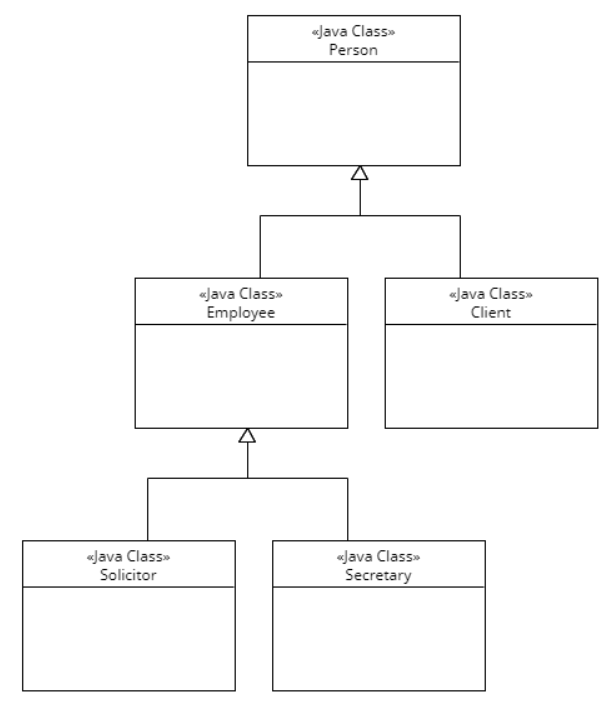 «Java Class»
Person
«Java Class»
Employee
«Java Class»
Client
«Java Class»
Solicitor
«Java Class»
Secretary